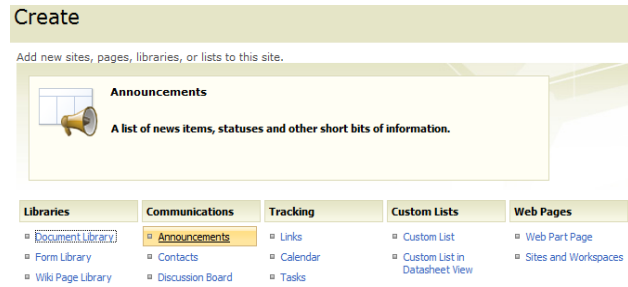 Create
Add new sites, pages, libraries, or lists to this site.
Announcements
A list of news items, statuses and other short bits of information.
Libraries
Document Library
Form Library
Wiki Page Library
Communications
Announcements
Contacts
Discussion Board
Tracking
Links
Calendar
Tasks
Custom Lists
Custom List
Custom List in
Datasheet View
Web Pages
Web Part Page
Sites and Workspaces